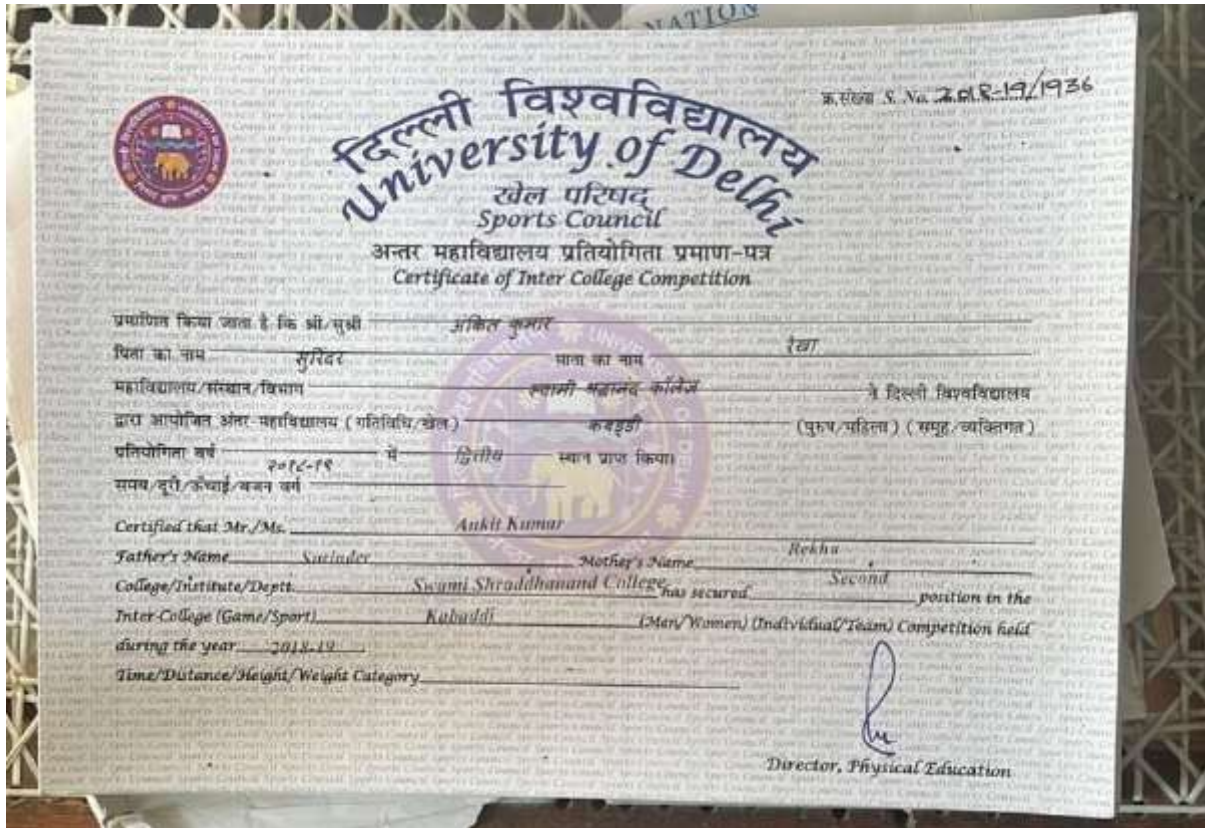 NATION
क्र.संख्या S. No. 2018-19/1936
दिल्ली विश्वविद्यालय
University of Delhi
खेल परिषद्
Sports Council
अन्तर महाविद्यालय प्रतियोगिता प्रमाण-पत्र
Certificate of Inter College Competition
प्रमाणित किया जाता है कि श्री/सुश्री अंकित कुमार
पिता का नाम सुरिंदर माता का नाम रेखा
महाविद्यालय/संस्थान/विभाग स्वामी श्रद्धानंद कॉलेज ने दिल्ली विश्वविद्यालय
द्वारा आयोजित अंतर-महाविद्यालय (गतिविधि/खेल) कबड्डी (पुरुष/महिला) (समूह/व्यक्तिगत)
प्रतियोगिता वर्ष २०१८-१९ में द्वितीय स्थान प्राप्त किया।
समय/दूरी/ऊँचाई/वजन वर्ग
Certified that Mr./Ms. Ankit Kumar
Father's Name Surinder Mother's Name Rekha
College/Institute/Deptt. Swami Shraddhanand College has secured Second position in the
Inter-College (Game/Sport) Kabaddi (Men/Women) (Individual/Team) Competition held
during the year 2018-19
Time/Distance/Height/Weight Category
Director, Physical Education